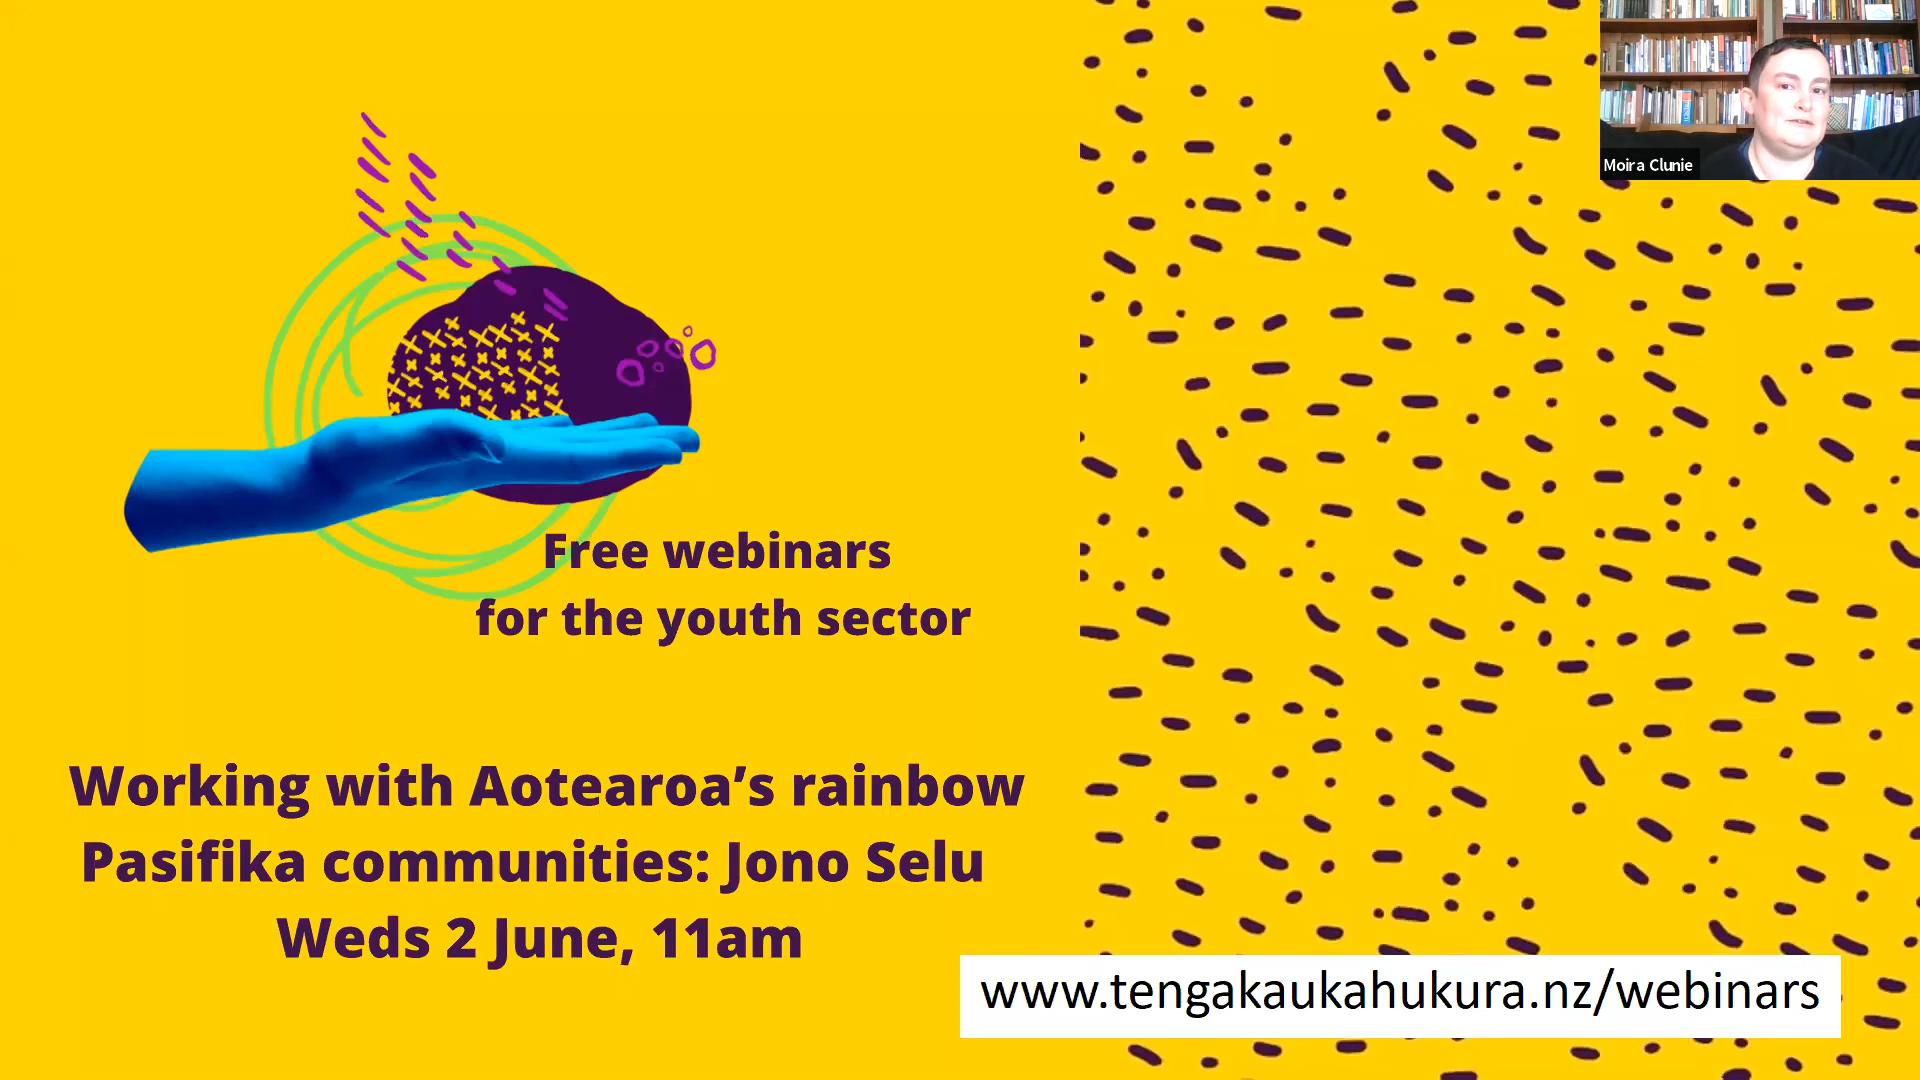 Moira Clunie
Free webinars
for the youth sector
Working with Aotearoa’s rainbow
Pasifika communities: Jono Selu
Weds 2 June, 11am
www.tengakaukahukura.nz/webinars